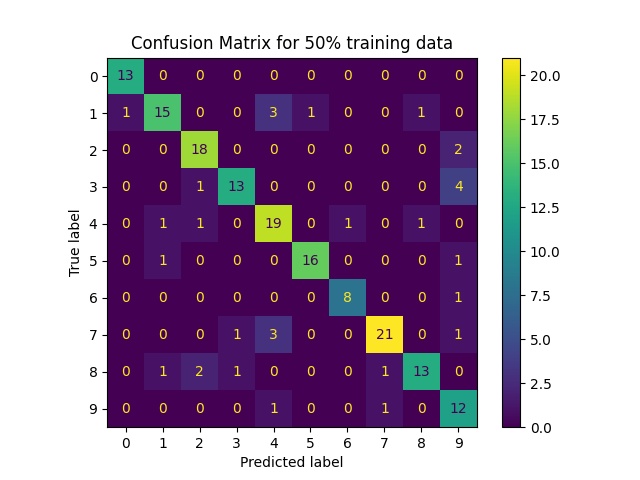 Confusion Matrix for 50% training data
0 13 0 0 0 0 0 0 0 0 0
1 1 15 0 0 3 1 0 0 1 0
2 0 0 18 0 0 0 0 0 0 2
3 0 0 1 13 0 0 0 0 0 4
4 0 1 1 0 19 0 1 0 1 0
5 0 1 0 0 0 16 0 0 0 1
6 0 0 0 0 0 0 8 0 0 1
7 0 0 0 1 3 0 0 21 0 1
8 0 1 2 1 0 0 0 1 13 0
9 0 0 0 0 1 0 0 1 0 12
0 1 2 3 4 5 6 7 8 9
Predicted label
True label
20.0
17.5
15.0
12.5
10.0
7.5
5.0
2.5
0.0